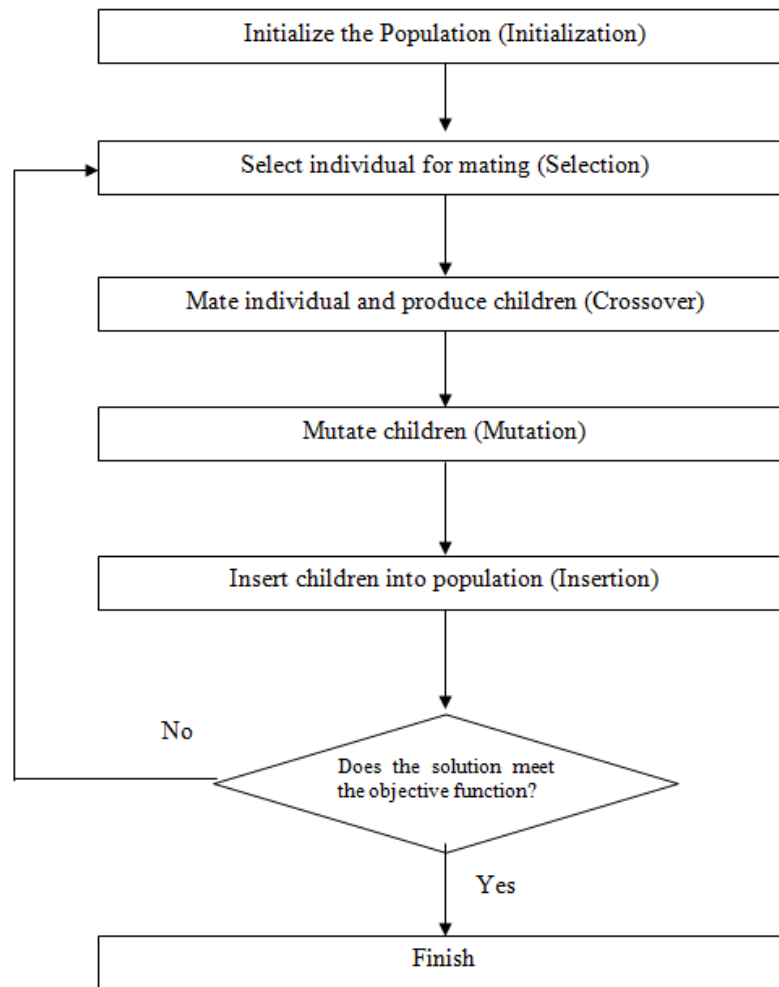 Initialize the Population (Initialization)
Select individual for mating (Selection)
Mate individual and produce children (Crossover)
Mutate children (Mutation)
Insert children into population (Insertion)
No
Does the solution meet
the objective function?
Yes
Finish